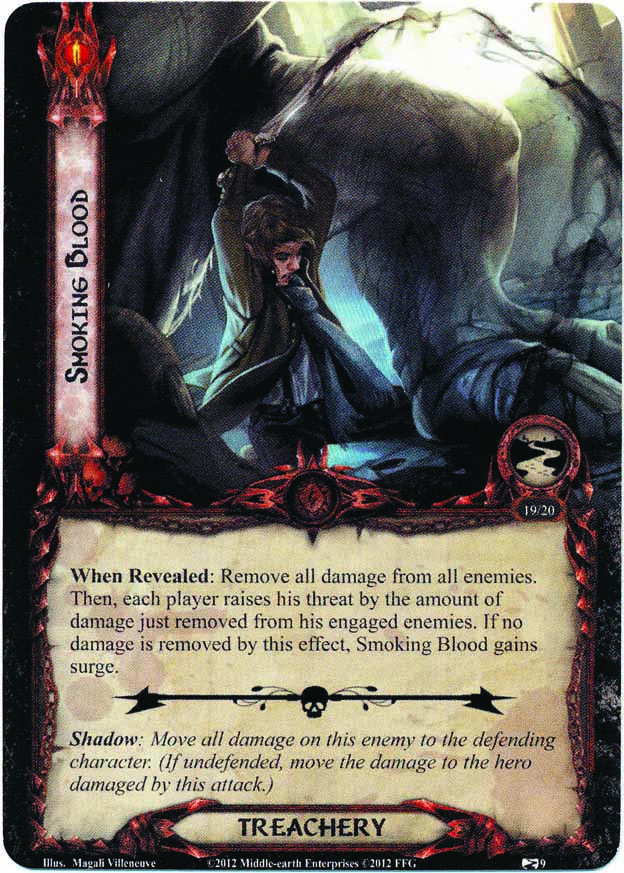 SMOKING BLOOD
19/20
When Revealed: Remove all damage from all enemies.
Then, each player raises his threat by the amount of
damage just removed from his engaged enemies. If no
damage is removed by this effect, Smoking Blood gains
surge.
Shadow: Move all damage on this enemy to the defending
character. (If undefended, move the damage to the hero
damaged by this attack.)
TREACHERY
Illus. Magali Villeneuve ©2012 Middle-earth Enterprises ©2012 FFG 9